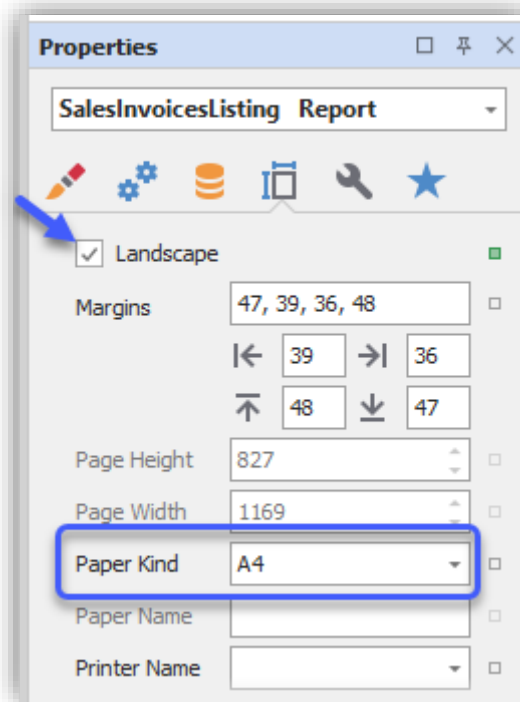 Properties
SalesInvoicesListing Report
Landscape
Margins 47, 39, 36, 48
39 36
48 47
Page Height 827
Page Width 1169
Paper Kind A4
Paper Name
Printer Name